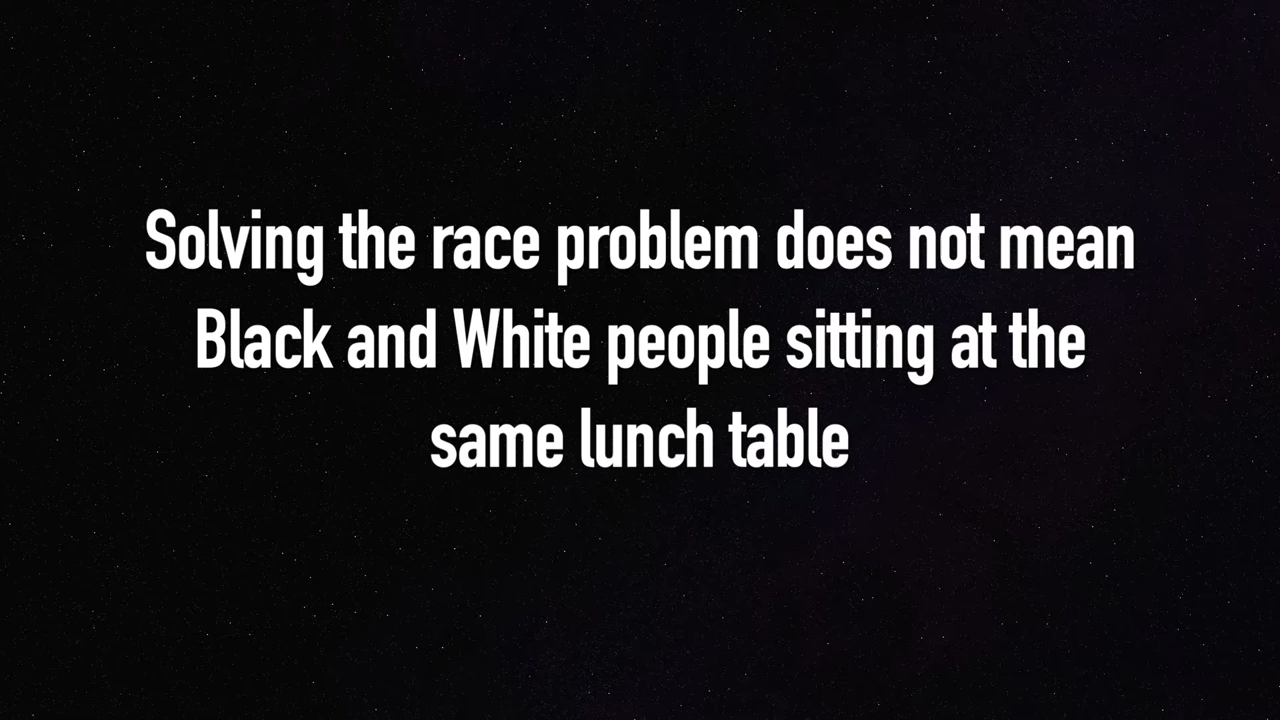 Solving the race problem does not mean
Black and White people sitting at the
same lunch table